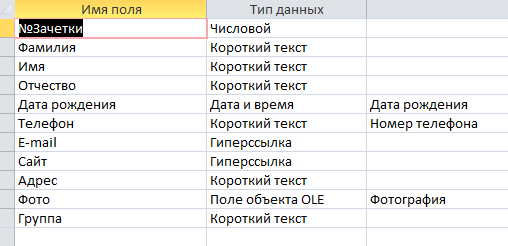 Имя поля Тип данных
№Зачетки Числовой
Фамилия Короткий текст
Имя Короткий текст
Отчество Короткий текст
Дата рождения Дата и время Дата рождения
Телефон Короткий текст Номер телефона
E-mail Гиперссылка
Сайт Гиперссылка
Адрес Короткий текст
Фото Поле объекта OLE Фотография
Группа Короткий текст